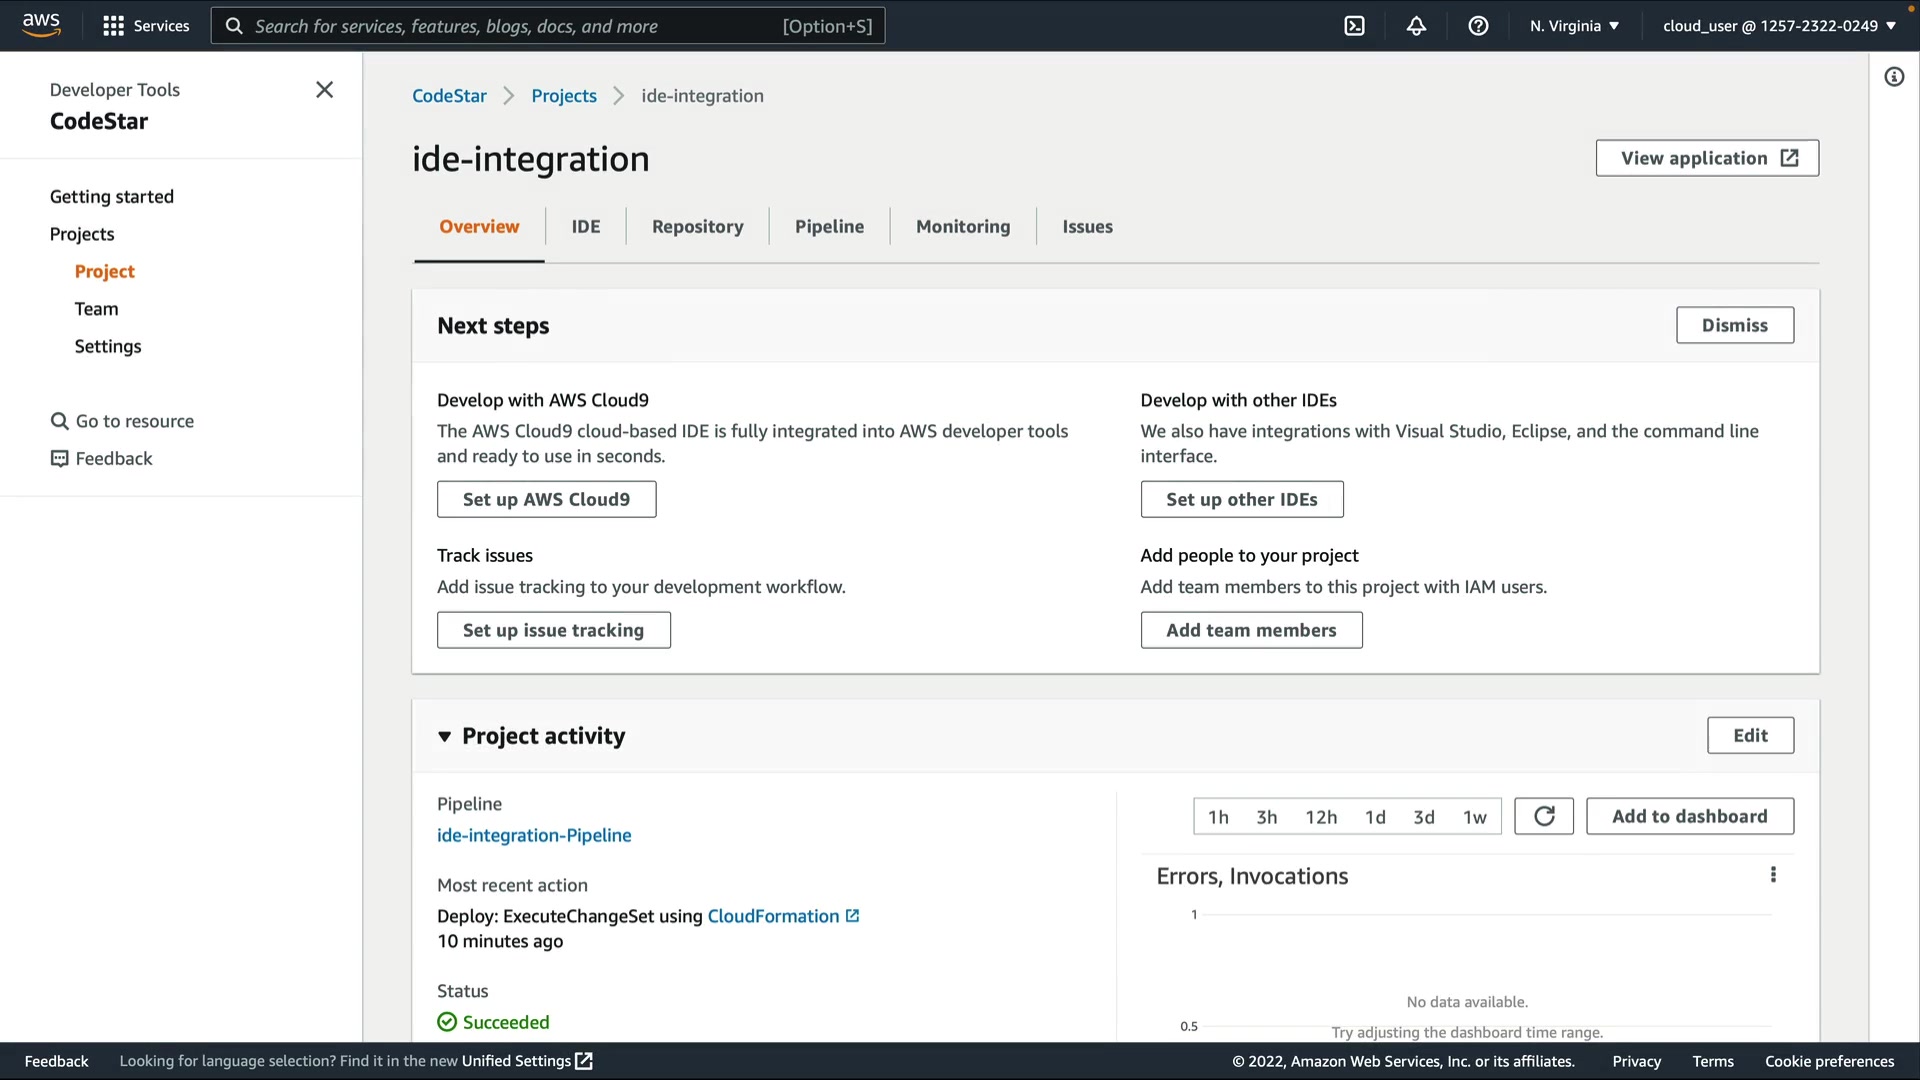 aws
Services
Search for services, features, blogs, docs, and more
[Option+S]
N. Virginia
cloud_user @ 1257-2322-0249
Developer Tools
CodeStar
Getting started
Projects
Project
Team
Settings
Go to resource
Feedback
CodeStar
Projects
ide-integration
ide-integration
View application
Overview
IDE
Repository
Pipeline
Monitoring
Issues
Next steps
Dismiss
Develop with AWS Cloud9
The AWS Cloud9 cloud-based IDE is fully integrated into AWS developer tools
and ready to use in seconds.
Set up AWS Cloud9
Develop with other IDEs
We also have integrations with Visual Studio, Eclipse, and the command line
interface.
Set up other IDEs
Track issues
Add issue tracking to your development workflow.
Set up issue tracking
Add people to your project
Add team members to this project with IAM users.
Add team members
Project activity
Edit
Pipeline
ide-integration-Pipeline
Most recent action
Deploy: ExecuteChangeSet using CloudFormation
10 minutes ago
Status
Succeeded
1h 3h 12h 1d 3d 1w
Add to dashboard
Errors, Invocations
1
No data available.
0.5
Try adjusting the dashboard time range.
Feedback
Looking for language selection? Find it in the new Unified Settings
© 2022, Amazon Web Services, Inc. or its affiliates.
Privacy
Terms
Cookie preferences